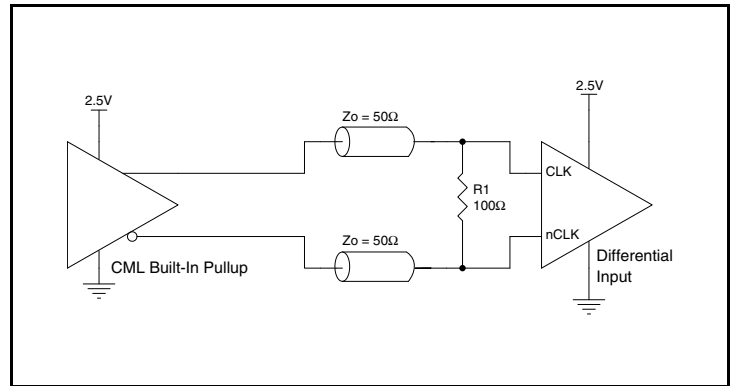 2.5V
2.5V
Zo = 50Ω
CLK
R1
100Ω
Zo = 50Ω
nCLK
CML Built-In Pullup
Differential
Input